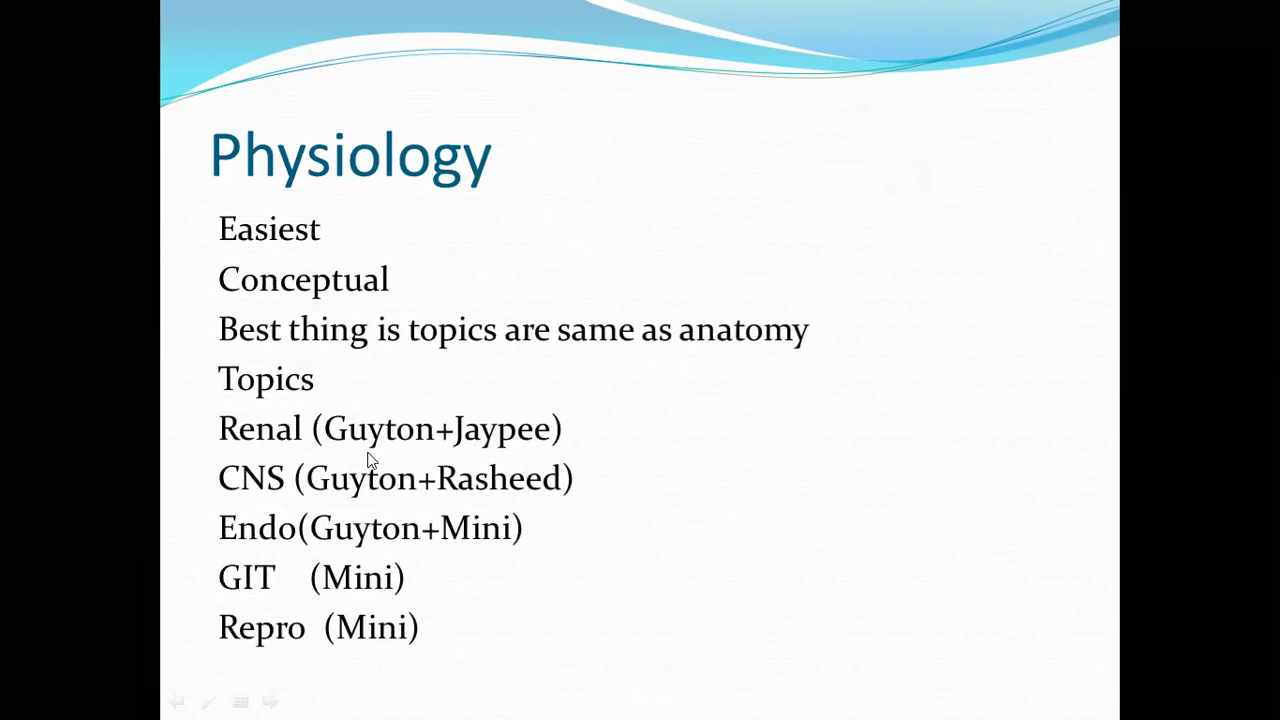 Physiology
Easiest
Conceptual
Best thing is topics are same as anatomy
Topics
Renal (Guyton+Jaypee)
CNS (Guyton+Rasheed)
Endo(Guyton+Mini)
GIT (Mini)
Repro (Mini)